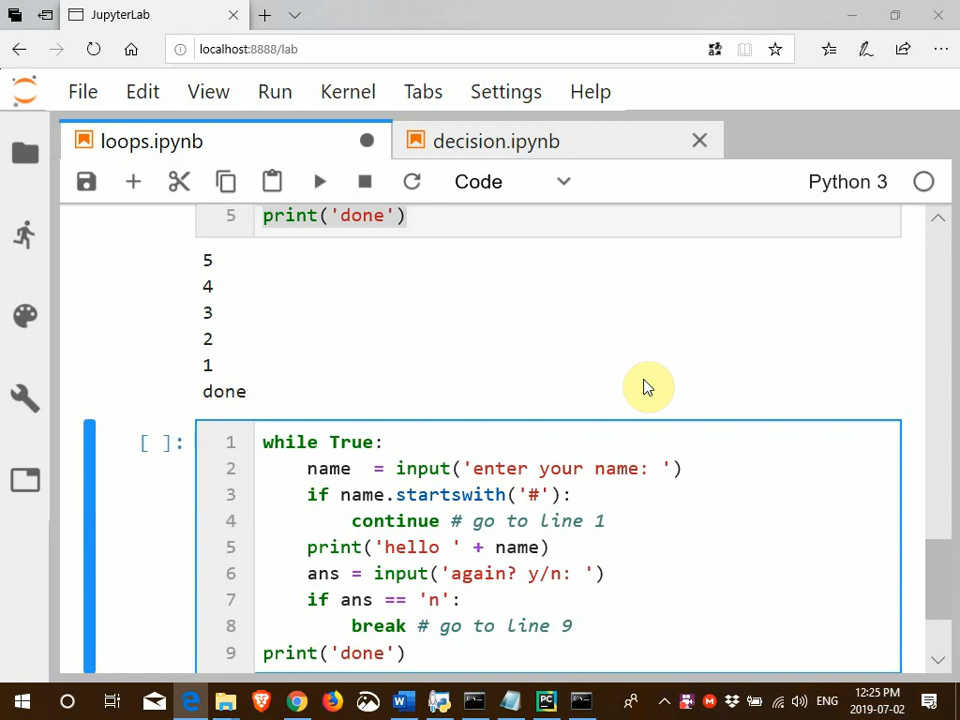 JupyterLab
localhost:8888/lab
File Edit View Run Kernel Tabs Settings Help
loops.ipynb decision.ipynb
Code Python 3
5 print('done')
5
4
3
2
1
done
[ ]:
1 while True:
2 name  = input('enter your name: ')
3 if name.startswith('#'):
4 continue # go to line 1
5 print('hello ' + name)
6 ans = input('again? y/n: ')
7 if ans == 'n':
8 break # go to line 9
9 print('done')
ENG
12:25 PM
2019-07-02